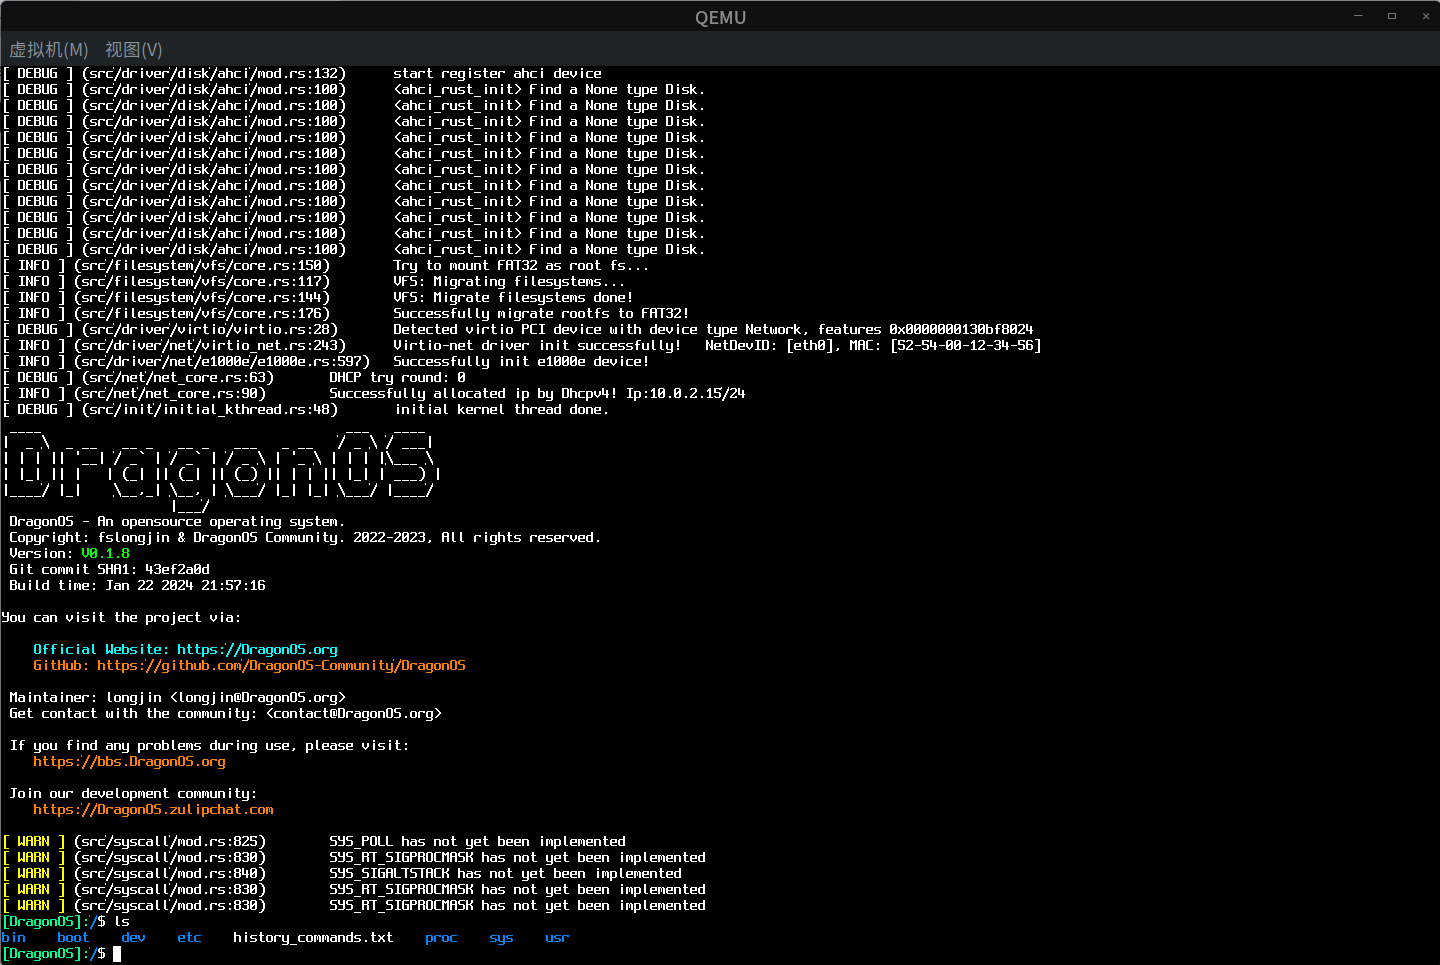 QEMU
虚拟机(M) 视图(V)
[ DEBUG ] (src/driver/disk/ahci/mod.rs:132) start register ahci device
[ DEBUG ] (src/driver/disk/ahci/mod.rs:100) <ahci_rust_init> Find a None type Disk.
[ DEBUG ] (src/driver/disk/ahci/mod.rs:100) <ahci_rust_init> Find a None type Disk.
[ DEBUG ] (src/driver/disk/ahci/mod.rs:100) <ahci_rust_init> Find a None type Disk.
[ DEBUG ] (src/driver/disk/ahci/mod.rs:100) <ahci_rust_init> Find a None type Disk.
[ DEBUG ] (src/driver/disk/ahci/mod.rs:100) <ahci_rust_init> Find a None type Disk.
[ DEBUG ] (src/driver/disk/ahci/mod.rs:100) <ahci_rust_init> Find a None type Disk.
[ DEBUG ] (src/driver/disk/ahci/mod.rs:100) <ahci_rust_init> Find a None type Disk.
[ DEBUG ] (src/driver/disk/ahci/mod.rs:100) <ahci_rust_init> Find a None type Disk.
[ DEBUG ] (src/driver/disk/ahci/mod.rs:100) <ahci_rust_init> Find a None type Disk.
[ DEBUG ] (src/driver/disk/ahci/mod.rs:100) <ahci_rust_init> Find a None type Disk.
[ DEBUG ] (src/driver/disk/ahci/mod.rs:100) <ahci_rust_init> Find a None type Disk.
[ INFO ] (src/filesystem/vfs/core.rs:150) Try to mount FAT32 as root fs...
[ INFO ] (src/filesystem/vfs/core.rs:117) VFS: Migrating filesystems...
[ INFO ] (src/filesystem/vfs/core.rs:144) VFS: Migrate filesystems done!
[ INFO ] (src/filesystem/vfs/core.rs:176) Successfully migrate rootfs to FAT32!
[ DEBUG ] (src/driver/virtio/virtio.rs:28) Detected virtio PCI device with device type Network, features 0x0000000130bf8024
[ INFO ] (src/driver/net/virtio_net.rs:243) Virtio-net driver init successfully! NetDevID: [eth0], MAC: [52-54-00-12-34-56]
[ INFO ] (src/driver/net/e1000e/e1000e.rs:597) Successfully init e1000e device!
[ DEBUG ] (src/net/net_core.rs:63) DHCP try round: 0
[ INFO ] (src/net/net_core.rs:90) Successfully allocated ip by Dhcpv4! Ip:10.0.2.15/24
[ DEBUG ] (src/init/initial_kthread.rs:48) initial kernel thread done.
DragonOS
DragonOS - An opensource operating system.
Copyright: fslongjin & DragonOS Community. 2022-2023, All rights reserved.
Version: V0.1.8
Git commit SHA1: 43ef2a0d
Build time: Jan 22 2024 21:57:16
You can visit the project via:
Official Website: https://DragonOS.org
GitHub: https://github.com/DragonOS-Community/DragonOS
Maintainer: longjin <longjin@DragonOS.org>
Get contact with the community: <contact@DragonOS.org>
If you find any problems during use, please visit:
https://bbs.DragonOS.org
Join our development community:
https://DragonOS.zulipchat.com
[ WARN ] (src/syscall/mod.rs:825) SYS_POLL has not yet been implemented
[ WARN ] (src/syscall/mod.rs:830) SYS_RT_SIGPROCMASK has not yet been implemented
[ WARN ] (src/syscall/mod.rs:840) SYS_SIGALTSTACK has not yet been implemented
[ WARN ] (src/syscall/mod.rs:830) SYS_RT_SIGPROCMASK has not yet been implemented
[ WARN ] (src/syscall/mod.rs:830) SYS_RT_SIGPROCMASK has not yet been implemented
[DragonOS]:/$ ls
bin boot dev etc history_commands.txt proc sys usr
[DragonOS]:/$